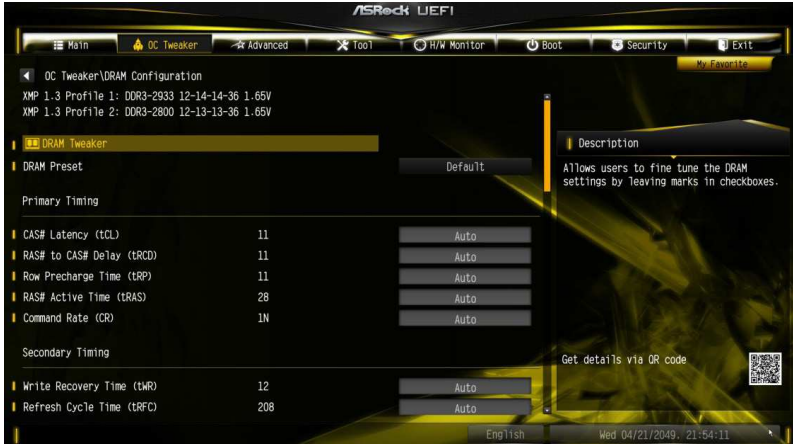 ASRock UEFI
Main OC Tweaker Advanced Tool H/W Monitor Boot Security Exit
My Favorite
OC Tweaker\DRAM Configuration
XMP 1.3 Profile 1: DDR3-2933 12-14-14-36 1.65V
XMP 1.3 Profile 2: DDR3-2800 12-13-13-36 1.65V
DRAM Tweaker
DRAM Preset Default
Primary Timing
CAS# Latency (tCL) 11 Auto
RAS# to CAS# Delay (tRCD) 11 Auto
Row Precharge Time (tRP) 11 Auto
RAS# Active Time (tRAS) 28 Auto
Command Rate (CR) 1N Auto
Secondary Timing
Write Recovery Time (tWR) 12 Auto
Refresh Cycle Time (tRFC) 208 Auto
Description
Allows users to fine tune the DRAM
settings by leaving marks in checkboxes.
Get details via QR code
English Wed 04/21/2049, 21:54:11